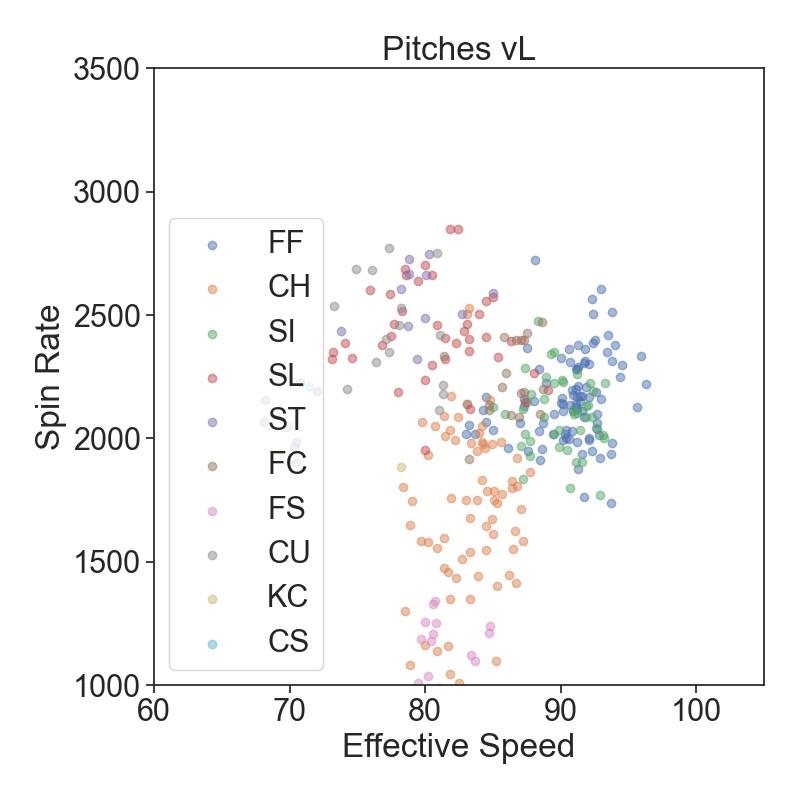 Pitches vL
3500
3000
2500
2000
1500
1000
Spin Rate
FF
CH
SI
SL
ST
FC
FS
CU
KC
CS
60 70 80 90 100
Effective Speed